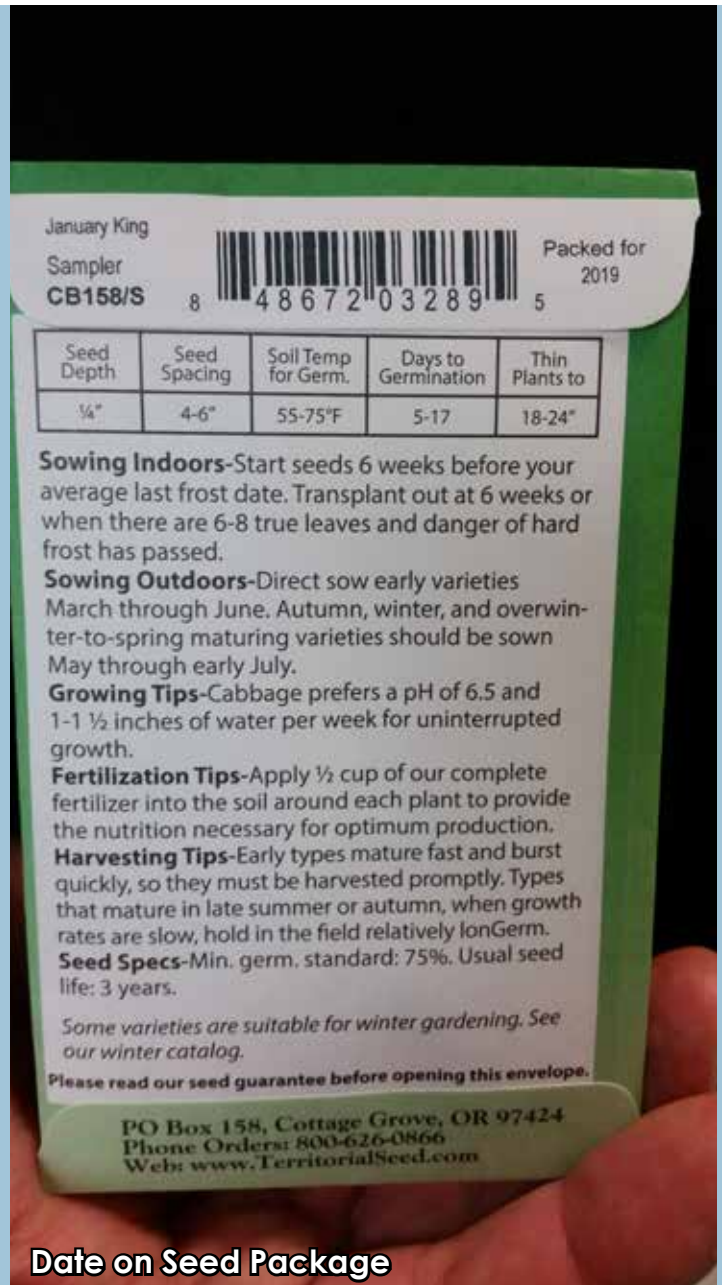 January King
Sampler
CB158/S
8 48672 03289 5
Packed for
2019
Seed Depth | Seed Spacing | Soil Temp for Germ. | Days to Germination | Thin Plants to
¼" | 4-6" | 55-75°F | 5-17 | 18-24"
Sowing Indoors-Start seeds 6 weeks before your
average last frost date. Transplant out at 6 weeks or
when there are 6-8 true leaves and danger of hard
frost has passed.
Sowing Outdoors-Direct sow early varieties
March through June. Autumn, winter, and overwin-
ter-to-spring maturing varieties should be sown
May through early July.
Growing Tips-Cabbage prefers a pH of 6.5 and
1-1 ½ inches of water per week for uninterrupted
growth.
Fertilization Tips-Apply ½ cup of our complete
fertilizer into the soil around each plant to provide
the nutrition necessary for optimum production.
Harvesting Tips-Early types mature fast and burst
quickly, so they must be harvested promptly. Types
that mature in late summer or autumn, when growth
rates are slow, hold in the field relatively lonGerm.
Seed Specs-Min. germ. standard: 75%. Usual seed
life: 3 years.
Some varieties are suitable for winter gardening. See
our winter catalog.
Please read our seed guarantee before opening this envelope.
PO Box 158, Cottage Grove, OR 97424
Phone Orders: 800-626-0866
Web: www.TerritorialSeed.com
Date on Seed Package